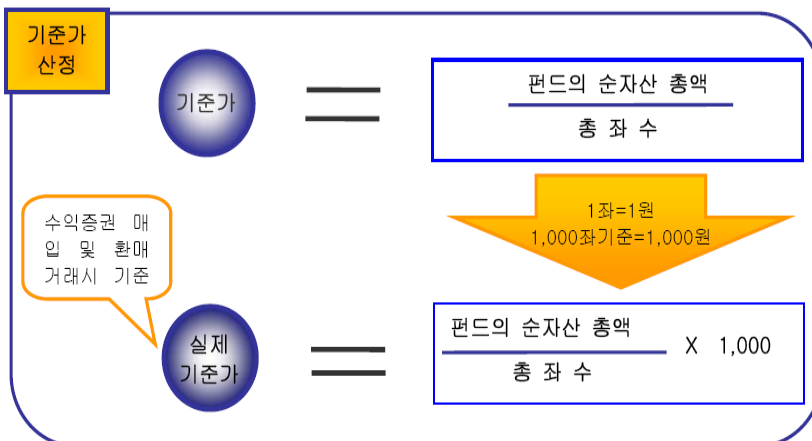 기준가
산정
기준가
펀드의 순자산 총액
총 좌 수
1좌=1원
1,000좌기준=1,000원
수익증권 매
입 및 환매
거래시 기준
실제
기준가
펀드의 순자산 총액
X 1,000
총 좌 수